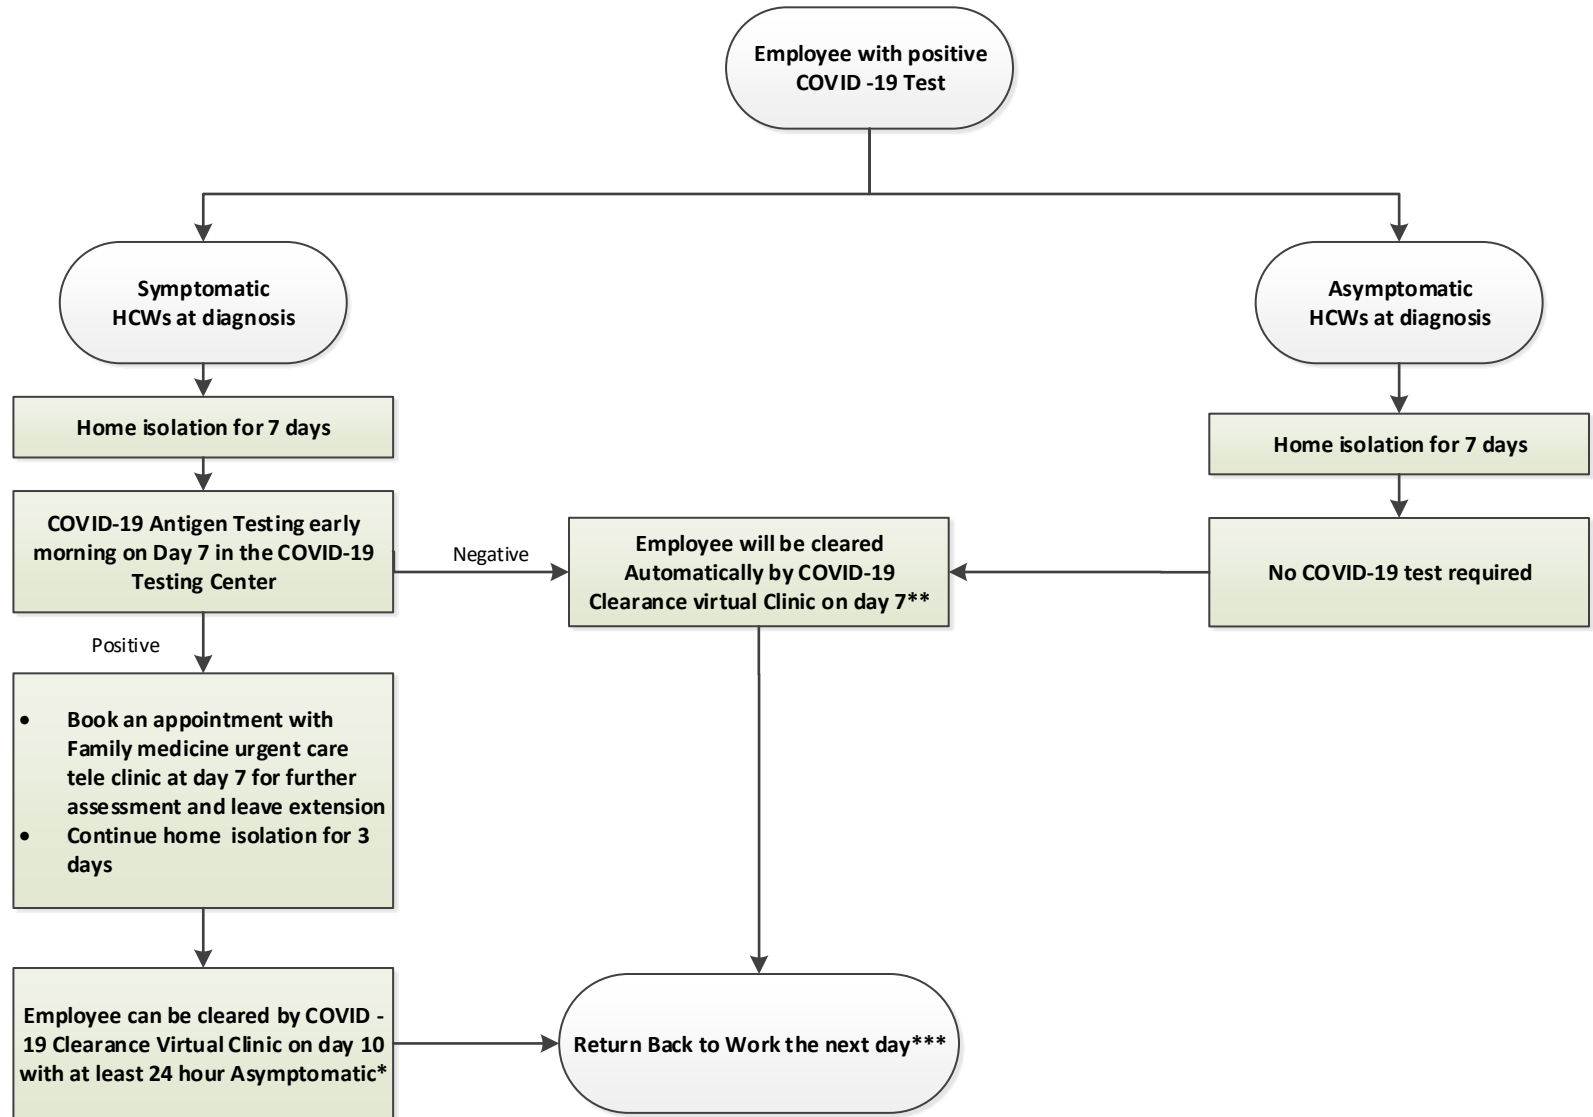 Employee with positive
COVID -19 Test
Symptomatic
HCWs at diagnosis
Asymptomatic
HCWs at diagnosis
Home isolation for 7 days
Home isolation for 7 days
COVID-19 Antigen Testing early
morning on Day 7 in the COVID-19
Testing Center
Negative
Employee will be cleared
Automatically by COVID-19
Clearance virtual Clinic on day 7**
No COVID-19 test required
Positive
• Book an appointment with
Family medicine urgent care
tele clinic at day 7 for further
assessment and leave extension
• Continue home isolation for 3
days
Employee can be cleared by COVID -
19 Clearance Virtual Clinic on day 10
with at least 24 hour Asymptomatic*
Return Back to Work the next day***